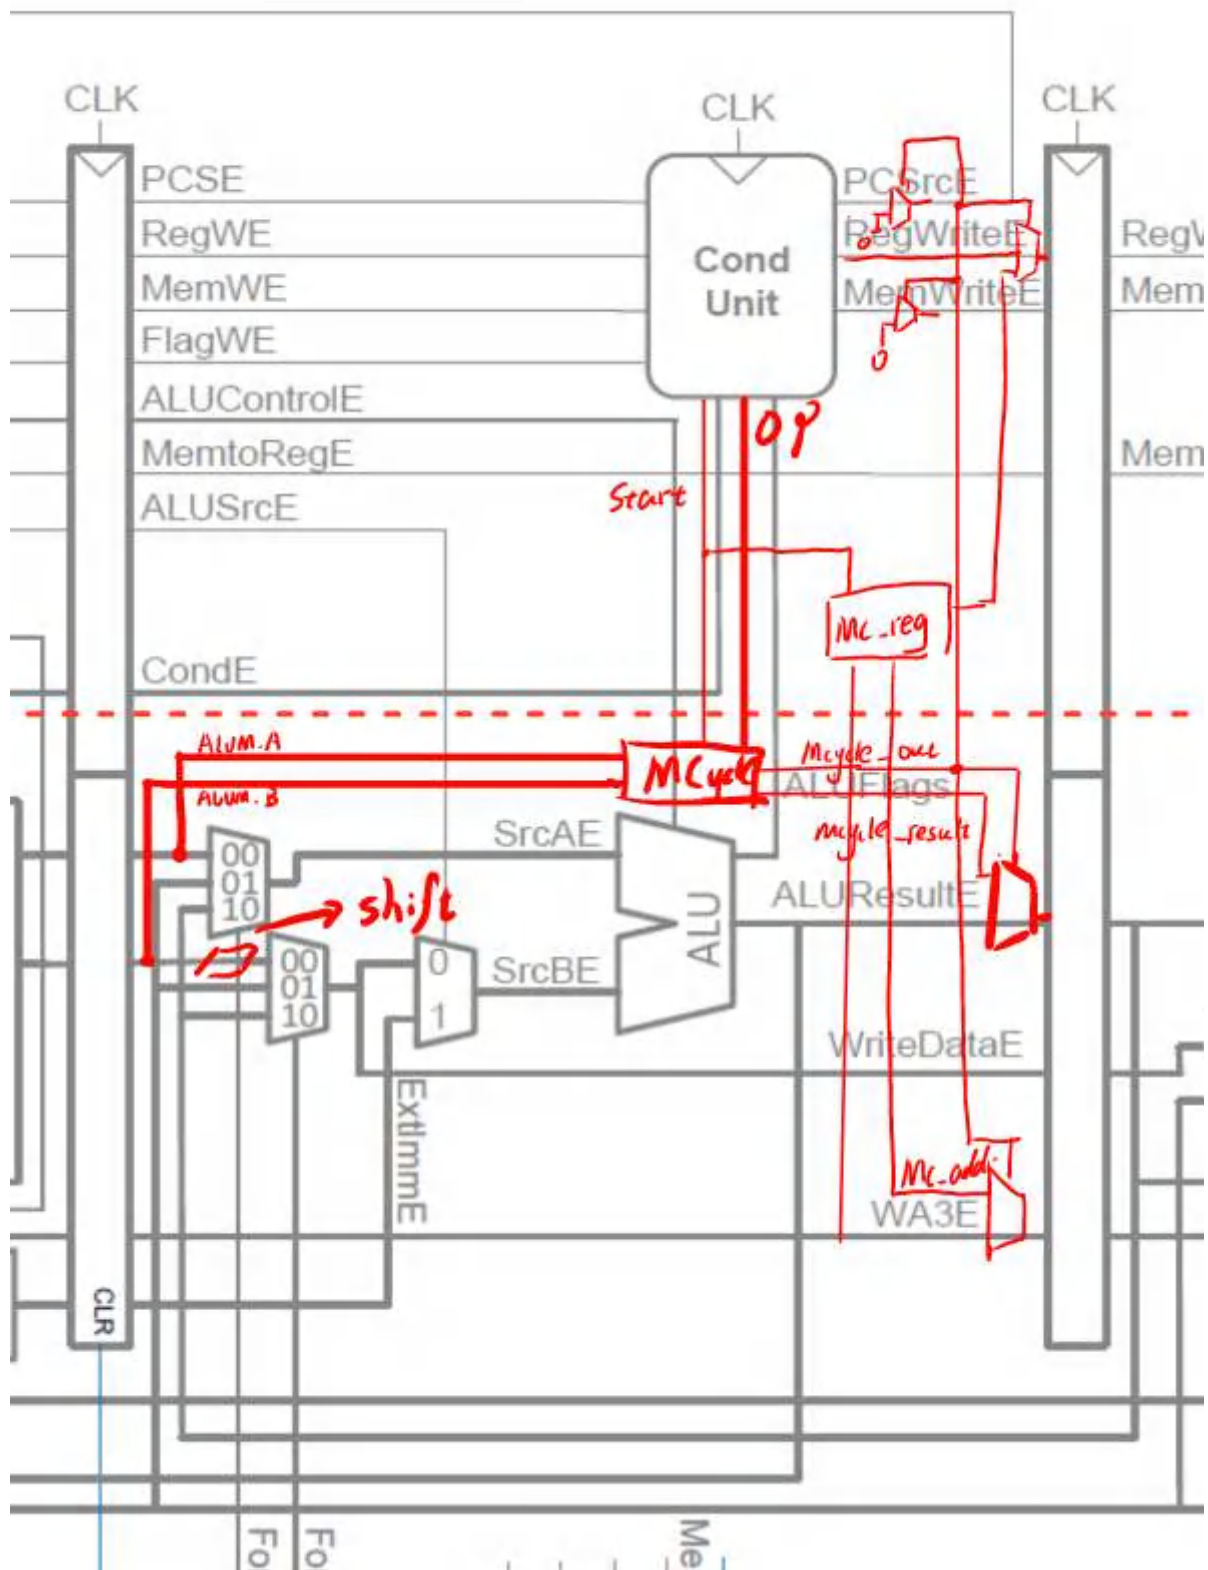 CLK
CLK
CLK
PCSE
PCSrcE
RegWE
0
RegWriteE
RegW
Cond
Unit
MemWE
MemWriteE
Mem
0
FlagWE
ALUControlE
OP
MemtoRegE
Mem
Start
ALUSrcE
Mc_reg
CondE
ALUM.A
MCycle
Mcycle_out
ALUFlags
ALUM.B
Mcycle_result
SrcAE
00
01
10
shift
ALU
ALUResultE
00
01
10
0
1
SrcBE
WriteDataE
ExtImmE
Mc_add.
WA3E
CLR
Fo
Fo
Me